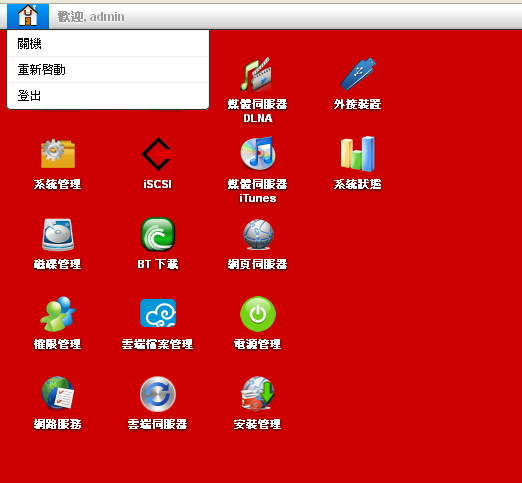 歡迎, admin
關機
重新啓動
登出
媒體伺服器
DLNA
外接裝置
系統管理
iSCSI
媒體伺服器
iTunes
系統狀態
磁碟管理
BT 下載
網頁伺服器
權限管理
雲端檔案管理
電源管理
網路服務
雲端伺服器
安裝管理